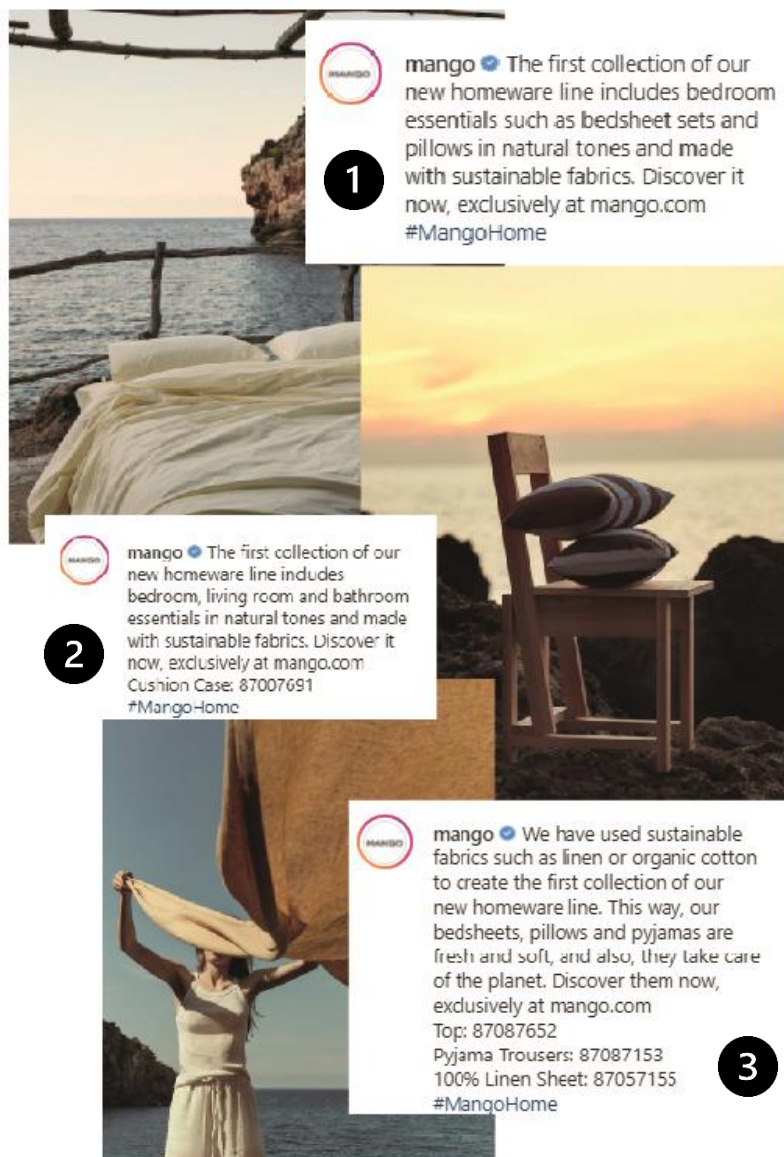 MANGO
mango The first collection of our
new homeware line includes bedroom
essentials such as bedsheet sets and
pillows in natural tones and made
with sustainable fabrics. Discover it
now, exclusively at mango.com
#MangoHome
1
MANGO
mango The first collection of our
new homeware line includes
bedroom, living room and bathroom
essentials in natural tones and made
with sustainable fabrics. Discover it
now, exclusively at mango.com
Cushion Case: 87007691
#MangoHome
2
MANGO
mango We have used sustainable
fabrics such as linen or organic cotton
to create the first collection of our
new homeware line. This way, our
bedsheets, pillows and pyjamas are
fresh and soft, and also, they take care
of the planet. Discover them now,
exclusively at mango.com
Top: 87087652
Pyjama Trousers: 87087153
100% Linen Sheet: 87057155
#MangoHome
3